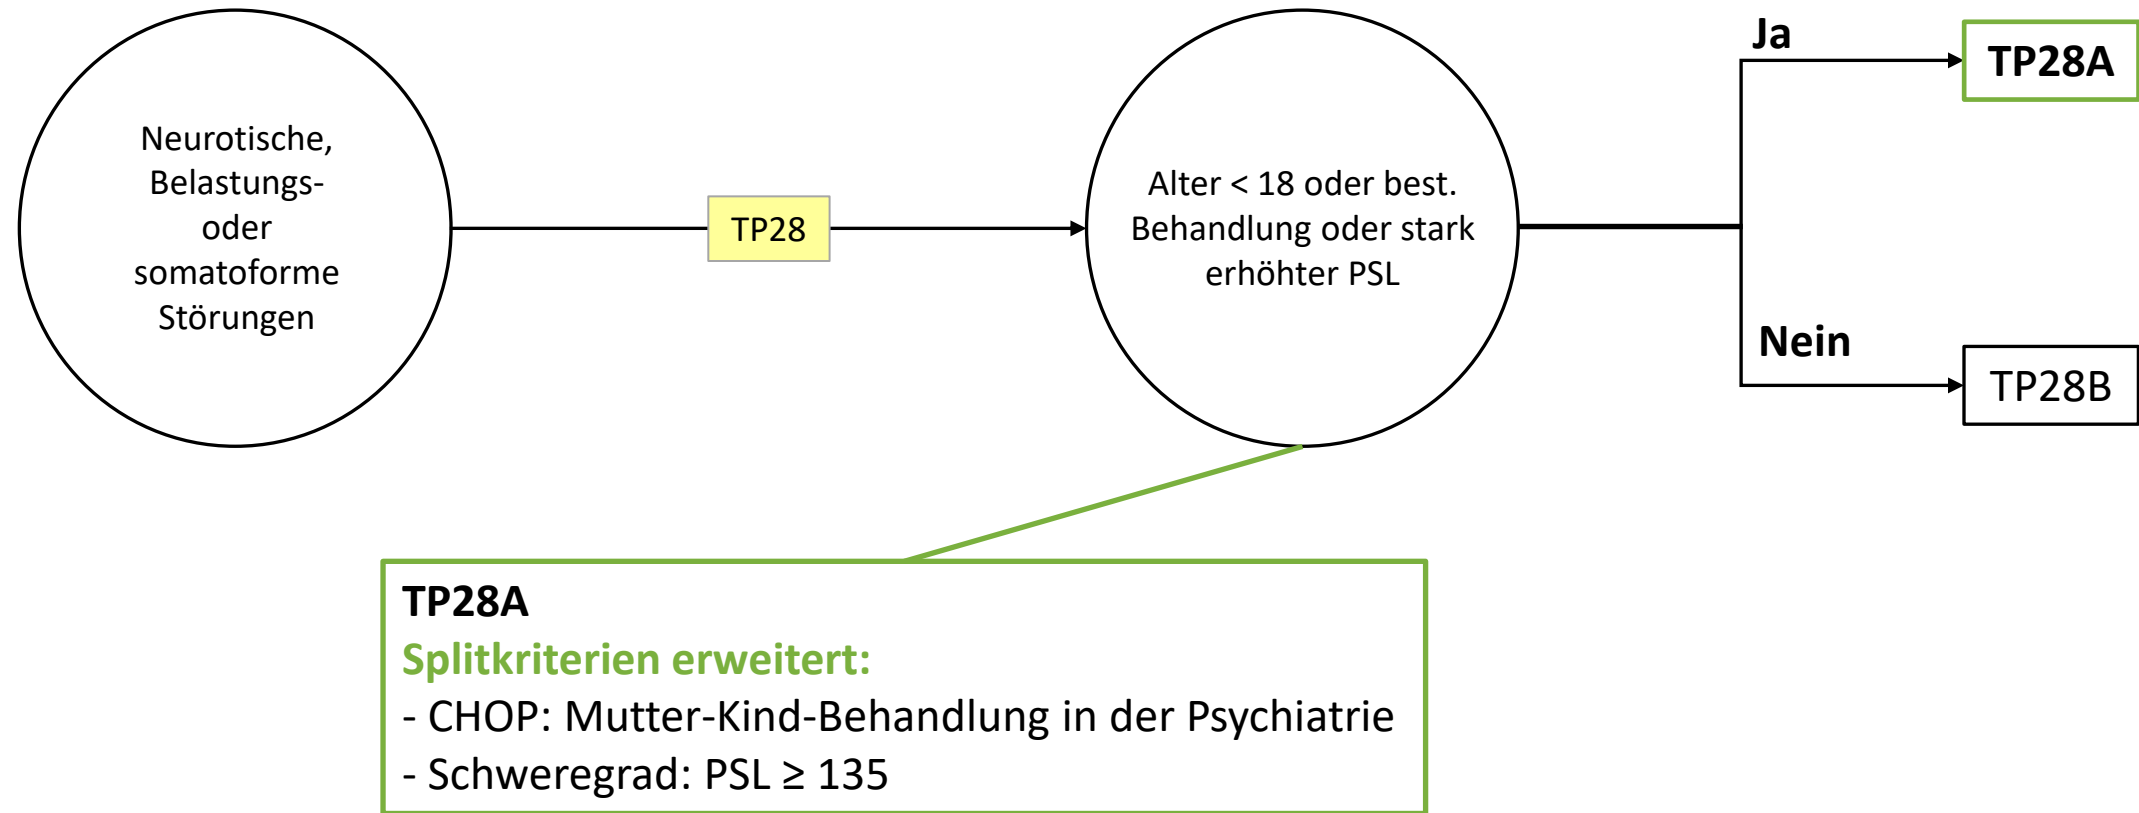 Neurotische,
Belastungs-
oder
somatoforme
Störungen
TP28
Alter < 18 oder best.
Behandlung oder stark
erhöhter PSL
Ja
TP28A
Nein
TP28B
TP28A
Splitkriterien erweitert:
- CHOP: Mutter-Kind-Behandlung in der Psychiatrie
- Schweregrad: PSL ≥ 135